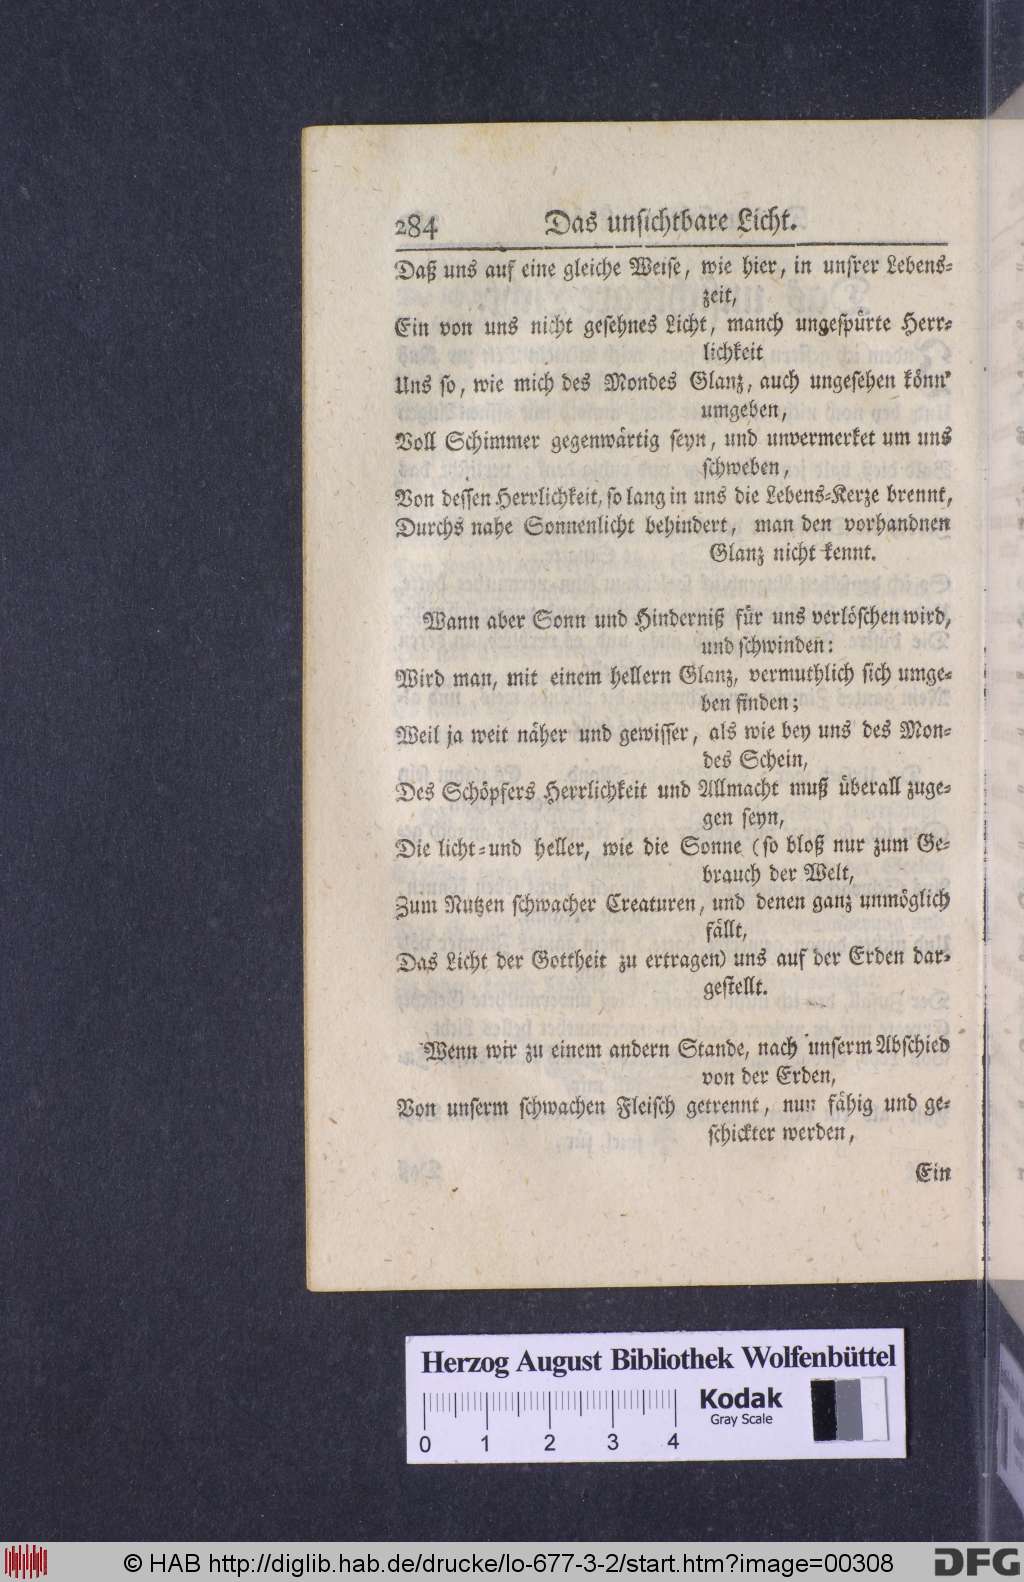 284 Das unsichtbare Licht.
Daß uns auf eine gleiche Weise, wie hier, in unsrer Lebens-
zeit,
Ein von uns nicht gesehnes Licht, manch ungespürte Herr-
lichkeit
Uns so, wie mich des Mondes Glanz, auch ungesehen könn'
umgeben,
Voll Schimmer gegenwärtig seyn, und unvermerket um uns
schweben,
Von dessen Herrlichkeit, so lang in uns die Lebens-Kerze brennt,
Durchs nahe Sonnenlicht behindert, man den vorhandnen
Glanz nicht kennt.
Wann aber Sonn und Hinderniß für uns verlöschen wird,
und schwinden:
Wird man, mit einem hellern Glanz, vermuthlich sich umge-
ben finden;
Weil ja weit näher und gewisser, als wie bey uns des Mon-
des Schein,
Des Schöpfers Herrlichkeit und Allmacht muß überall zuge-
gen seyn,
Die licht-und heller, wie die Sonne (so bloß nur zum Ge-
brauch der Welt,
Zum Nutzen schwacher Creaturen, und denen ganz unmöglich
fällt,
Das Licht der Gottheit zu ertragen) uns auf der Erden dar-
gestellt.
Wenn wir zu einem andern Stande, nach unserm Abschied
von der Erden,
Von unserm schwachen Fleisch getrennt, nun fähig und ge-
schickter werden,
Ein
Herzog August Bibliothek Wolfenbüttel
Kodak
Gray Scale
0 1 2 3 4
© HAB http://diglib.hab.de/drucke/lo-677-3-2/start.htm?image=00308
DFG